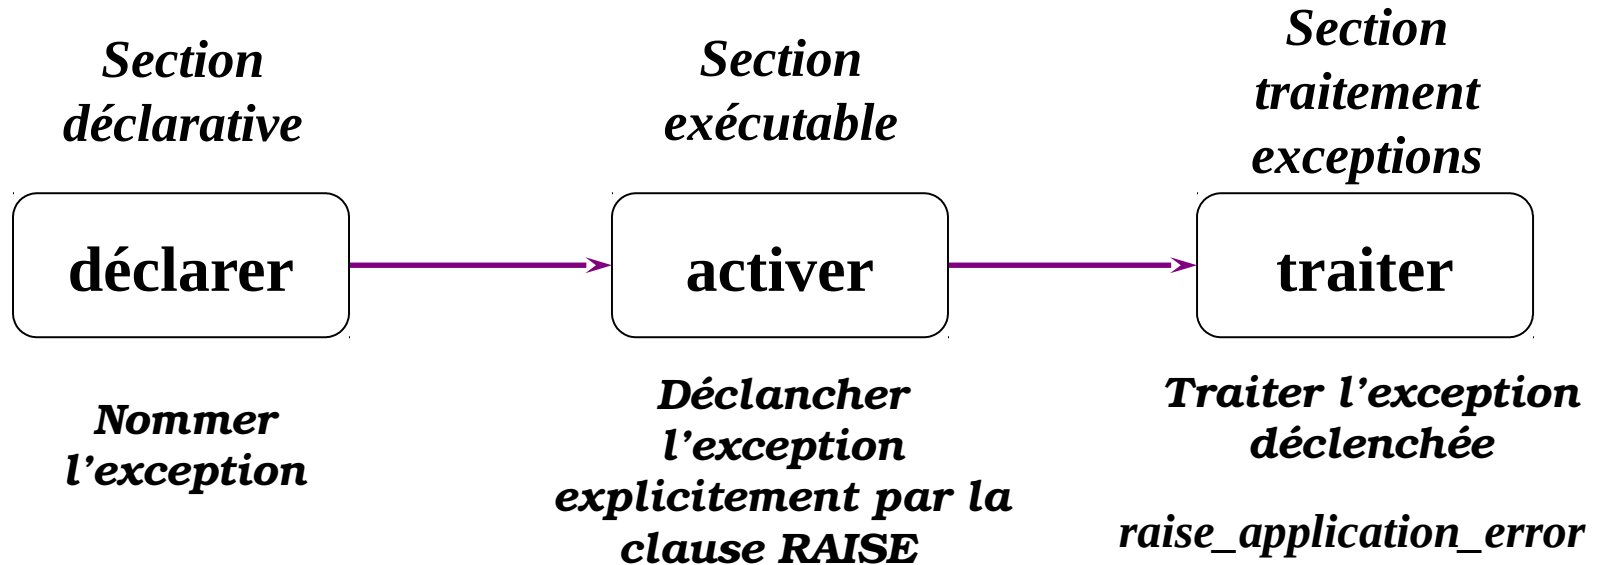 Section
déclarative
Section
exécutable
Section
traitement
exceptions
déclarer
activer
traiter
Nommer
l’exception
Déclancher
l’exception
explicitement par la
clause RAISE
Traiter l’exception
déclenchée
raise_application_error